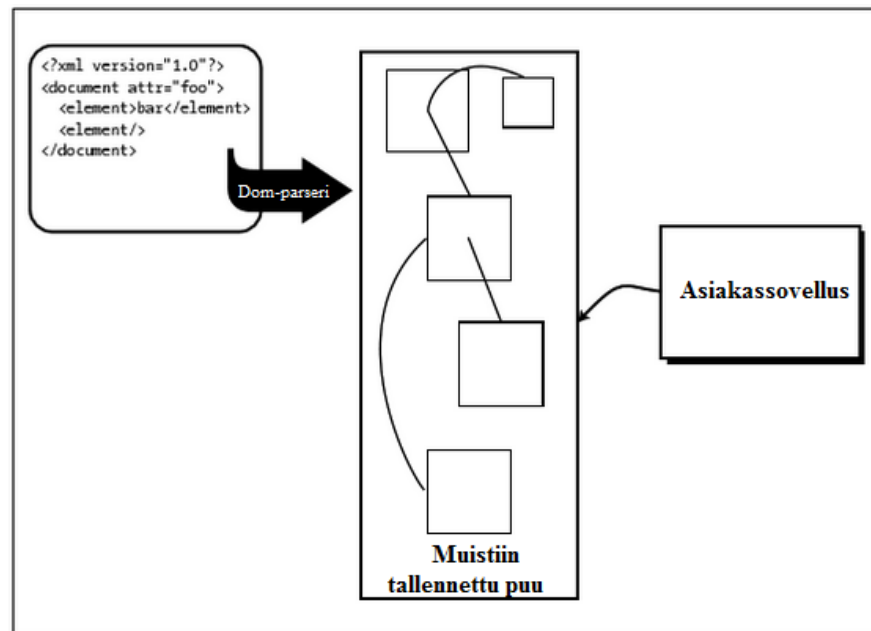 <?xml version="1.0"?>
<document attr="foo">
<element>bar</element>
<element/>
</document>
Dom-parseri
Asiakassovellus
Muistiin
tallennettu puu